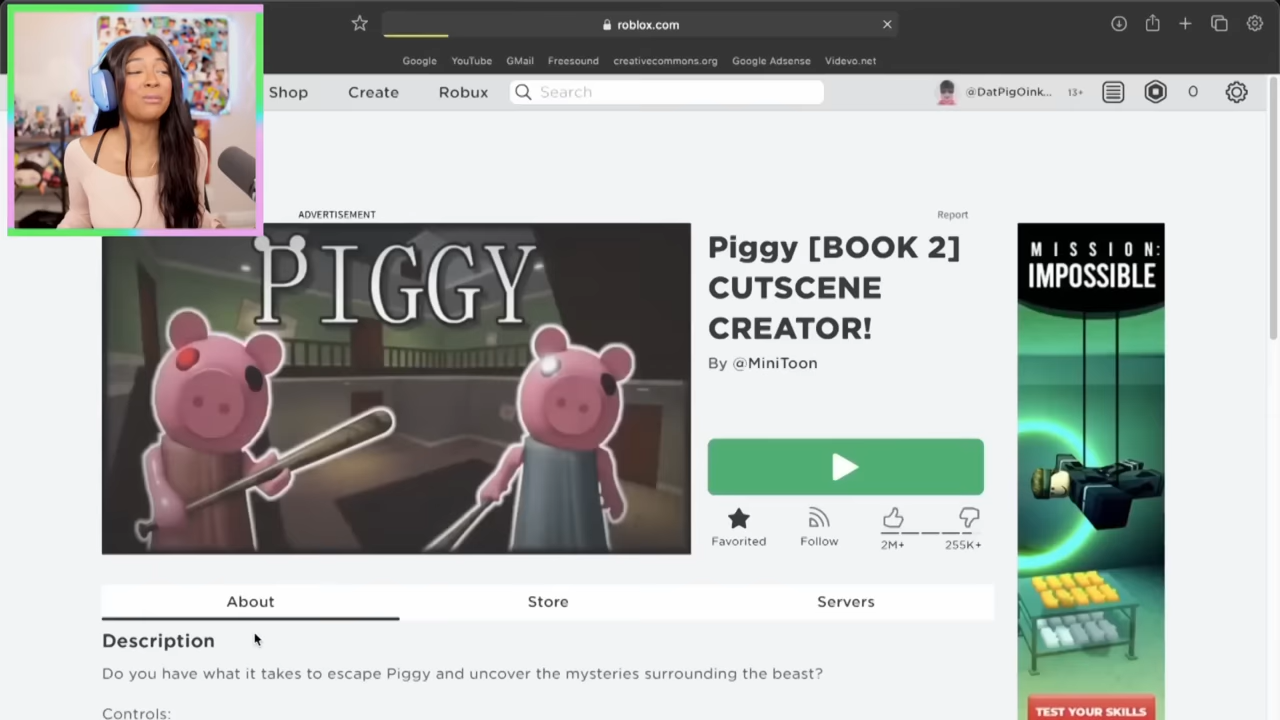 roblox.com
Google YouTube GMail Freesound creativecommons.org Google Adsense Videvo.net
Shop Create Robux Search @DatPigOink... 13+ 0
ADVERTISEMENT Report
PIGGY
Piggy [BOOK 2]
CUTSCENE
CREATOR!
By @MiniToon
Favorited Follow 2M+ 255K+
MISSION:
IMPOSSIBLE
TEST YOUR SKILLS
About Store Servers
Description
Do you have what it takes to escape Piggy and uncover the mysteries surrounding the beast?
Controls: